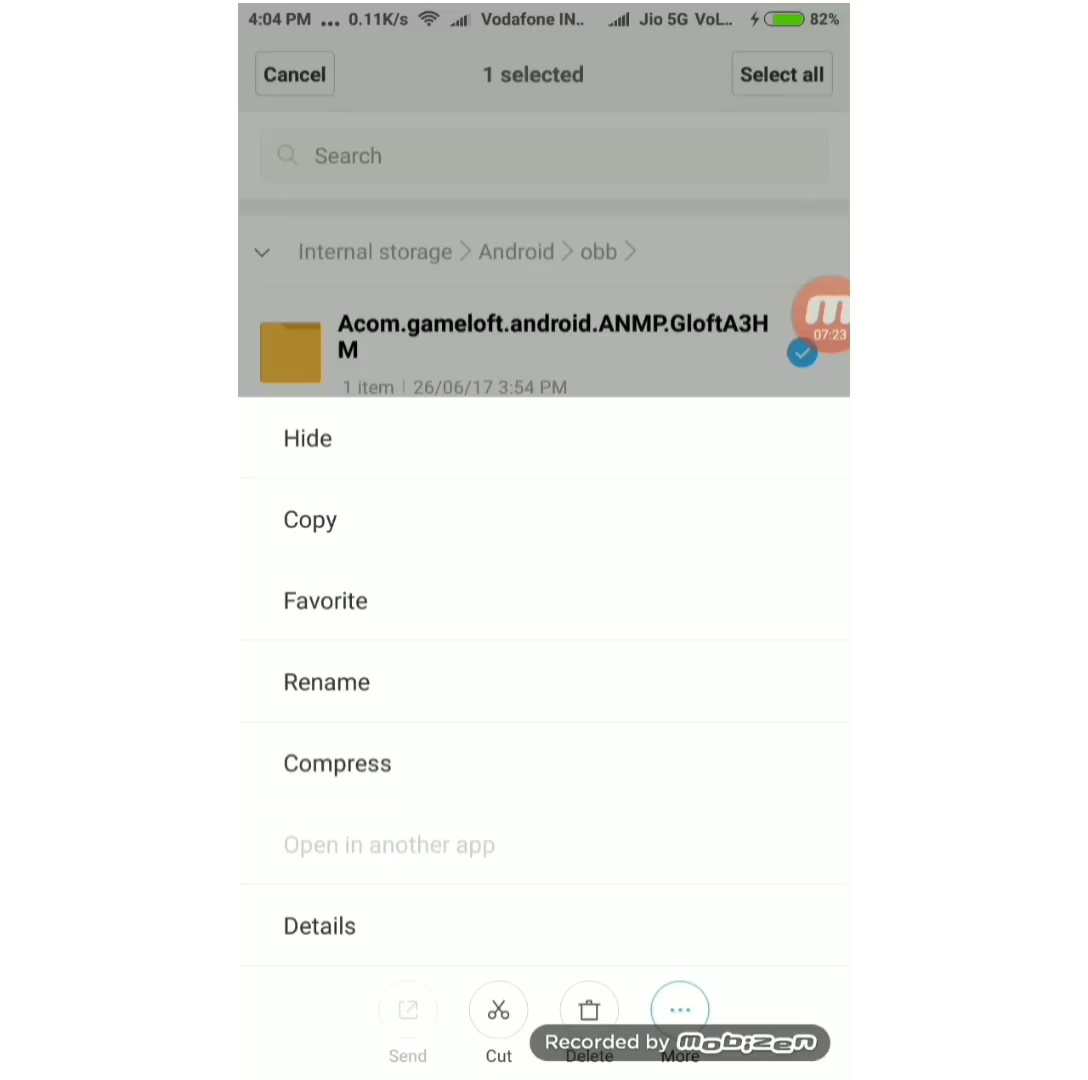 4:04 PM ... 0.11K/s Vodafone IN.. Jio 5G VoL... 82%
Cancel 1 selected Select all
Search
Internal storage > Android > obb >
Acom.gameloft.android.ANMP.GloftA3H
M
07:23
1 item | 26/06/17 3:54 PM
Hide
Copy
Favorite
Rename
Compress
Open in another app
Details
Recorded by mobizen
Send Cut Delete More